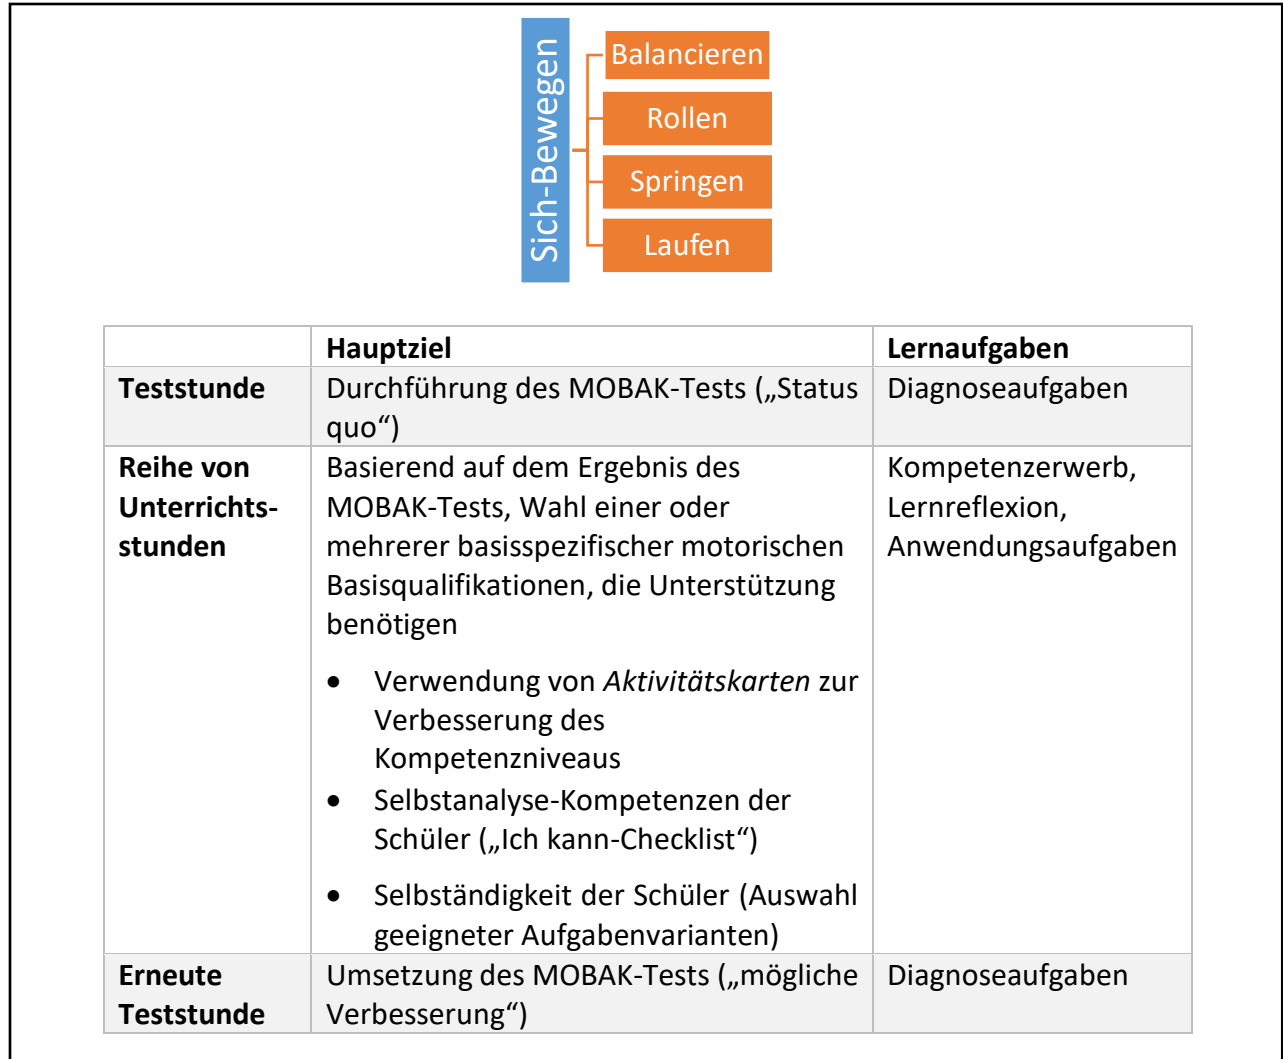 Sich-Bewegen
Balancieren
Rollen
Springen
Laufen
Hauptziel
Lernaufgaben
Teststunde
Durchführung des MOBAK-Tests („Status
quo“)
Diagnoseaufgaben
Reihe von
Unterrichts-
stunden
Basierend auf dem Ergebnis des
MOBAK-Tests, Wahl einer oder
mehrerer basisspezifischer motorischen
Basisqualifikationen, die Unterstützung
benötigen
• Verwendung von Aktivitätskarten zur
Verbesserung des
Kompetenzniveaus
• Selbstanalyse-Kompetenzen der
Schüler („Ich kann-Checklist“)
• Selbständigkeit der Schüler (Auswahl
geeigneter Aufgabenvarianten)
Kompetenzerwerb,
Lernreflexion,
Anwendungsaufgaben
Erneute
Teststunde
Umsetzung des MOBAK-Tests („mögliche
Verbesserung“)
Diagnoseaufgaben